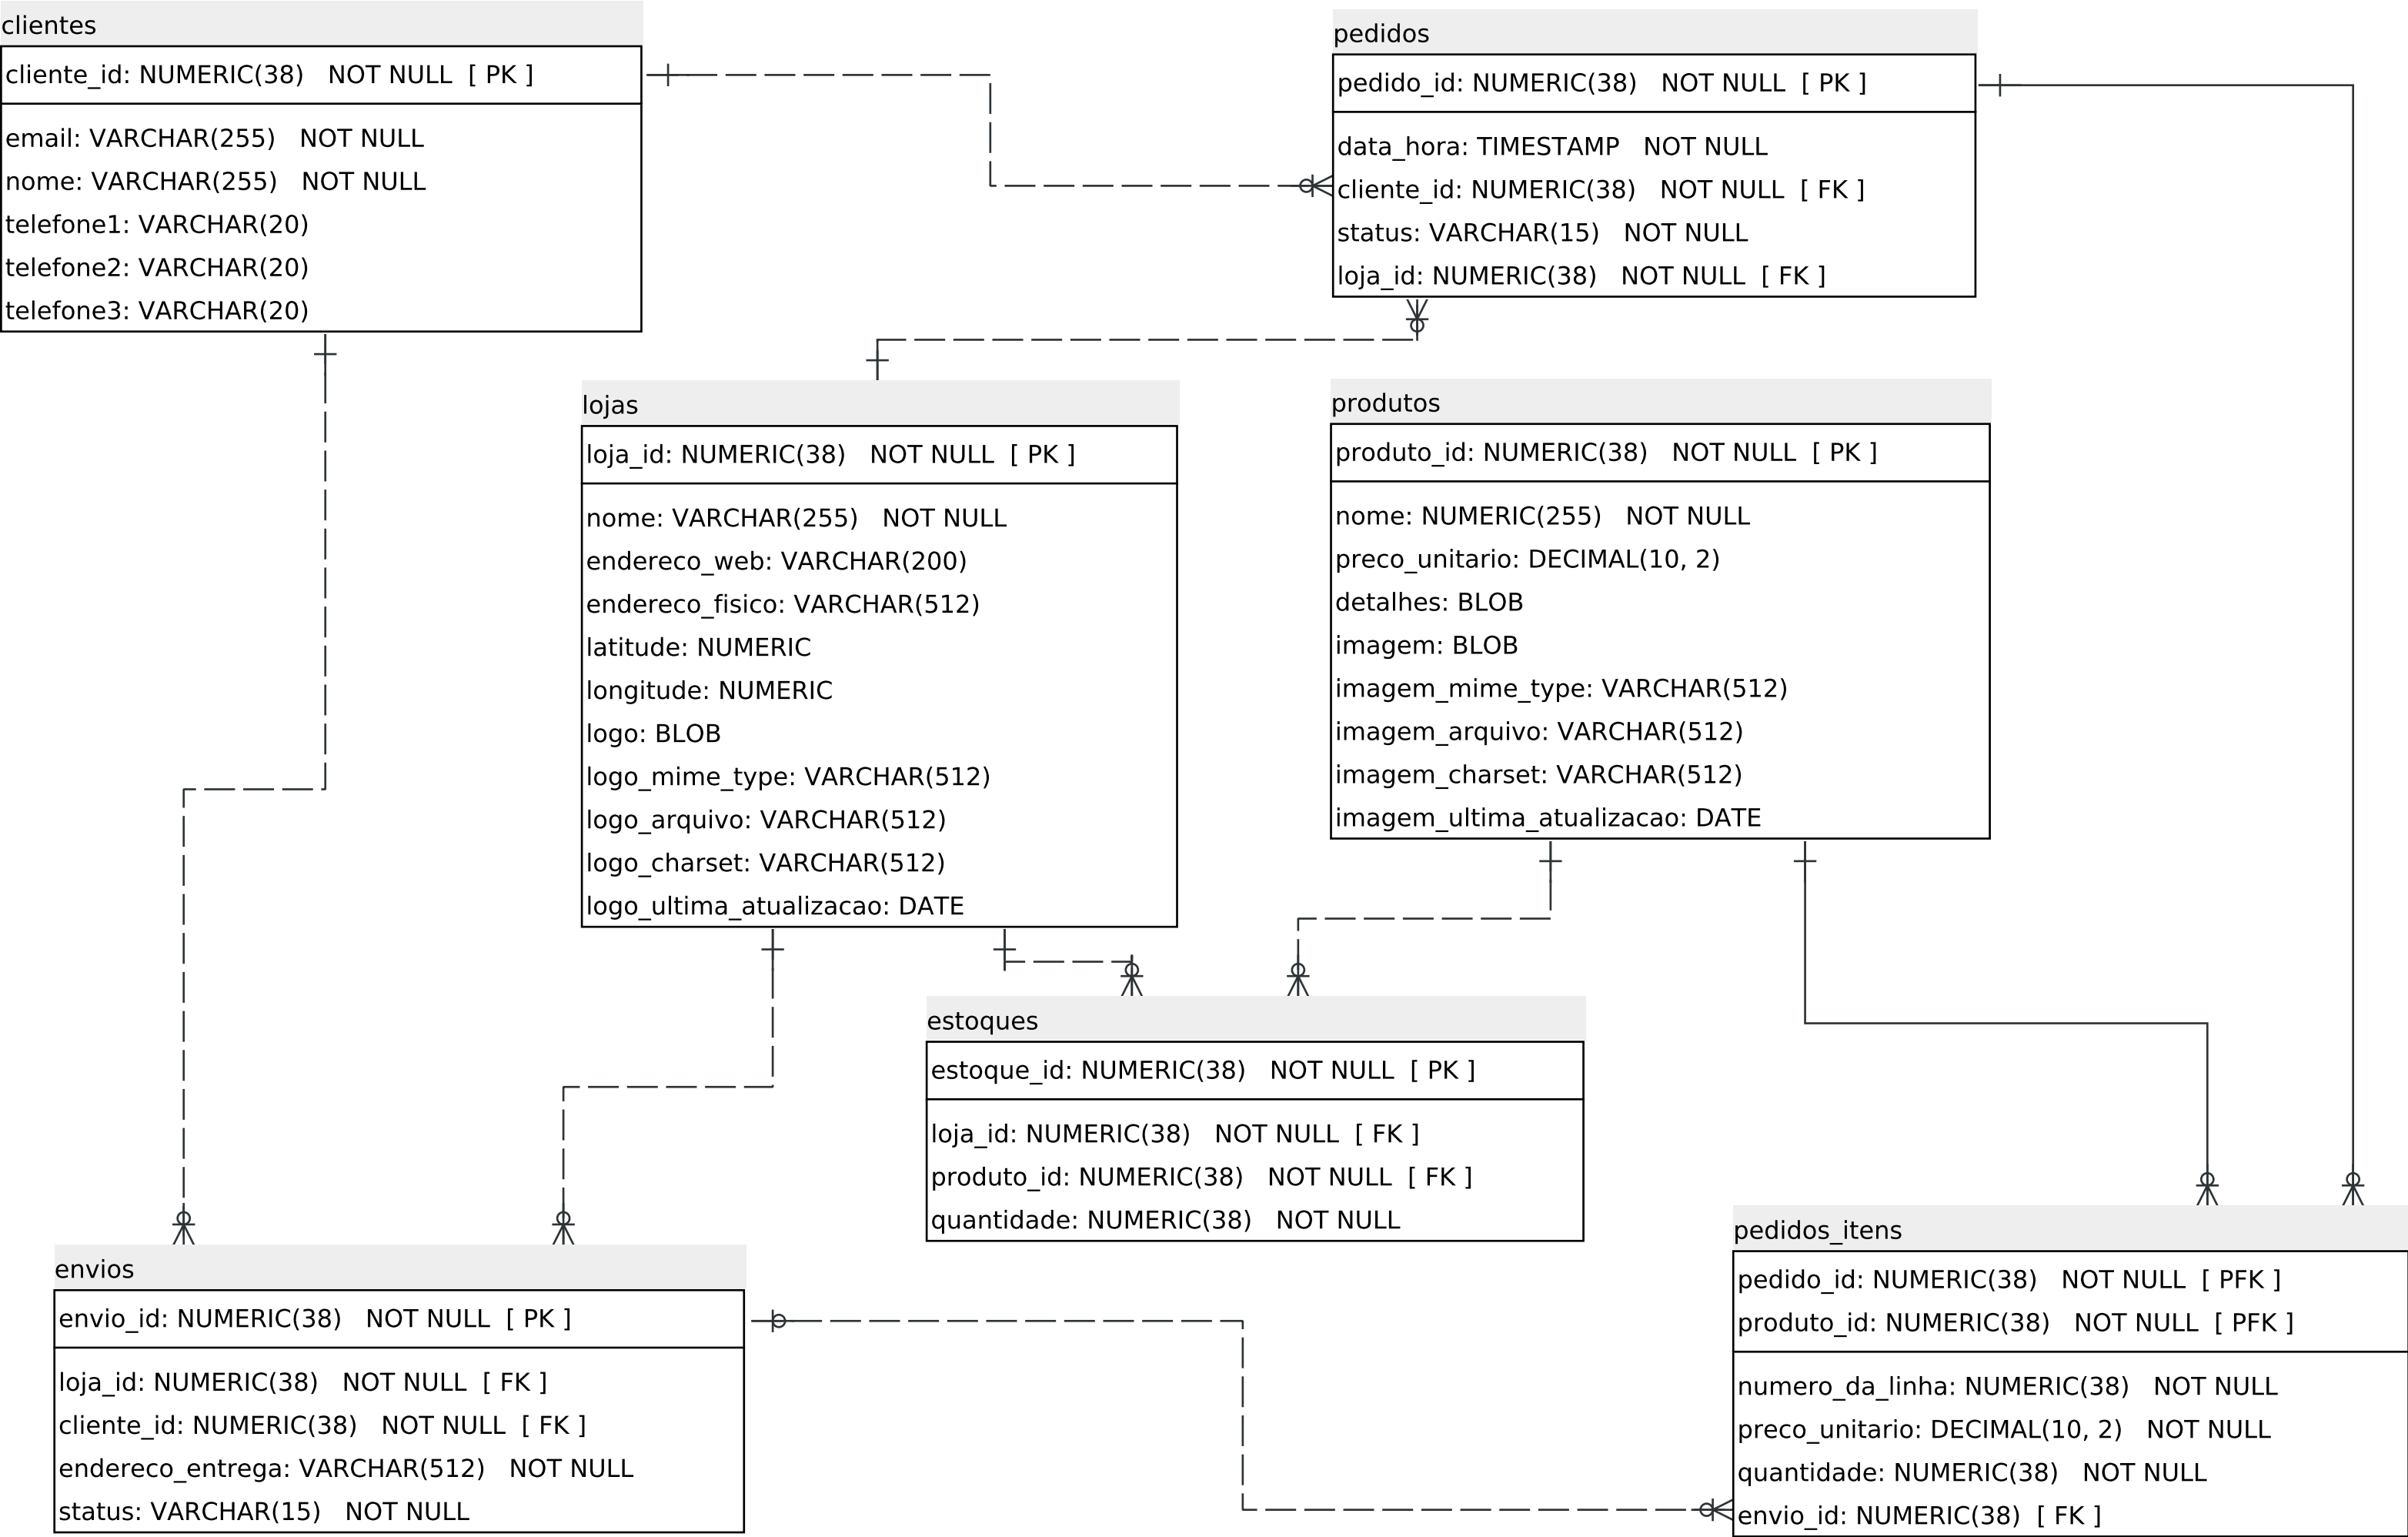 clientes
cliente_id: NUMERIC(38) NOT NULL [ PK ]
email: VARCHAR(255) NOT NULL
nome: VARCHAR(255) NOT NULL
telefone1: VARCHAR(20)
telefone2: VARCHAR(20)
telefone3: VARCHAR(20)
pedidos
pedido_id: NUMERIC(38) NOT NULL [ PK ]
data_hora: TIMESTAMP NOT NULL
cliente_id: NUMERIC(38) NOT NULL [ FK ]
status: VARCHAR(15) NOT NULL
loja_id: NUMERIC(38) NOT NULL [ FK ]
lojas
loja_id: NUMERIC(38) NOT NULL [ PK ]
nome: VARCHAR(255) NOT NULL
endereco_web: VARCHAR(200)
endereco_fisico: VARCHAR(512)
latitude: NUMERIC
longitude: NUMERIC
logo: BLOB
logo_mime_type: VARCHAR(512)
logo_arquivo: VARCHAR(512)
logo_charset: VARCHAR(512)
logo_ultima_atualizacao: DATE
produtos
produto_id: NUMERIC(38) NOT NULL [ PK ]
nome: NUMERIC(255) NOT NULL
preco_unitario: DECIMAL(10, 2)
detalhes: BLOB
imagem: BLOB
imagem_mime_type: VARCHAR(512)
imagem_arquivo: VARCHAR(512)
imagem_charset: VARCHAR(512)
imagem_ultima_atualizacao: DATE
estoques
estoque_id: NUMERIC(38) NOT NULL [ PK ]
loja_id: NUMERIC(38) NOT NULL [ FK ]
produto_id: NUMERIC(38) NOT NULL [ FK ]
quantidade: NUMERIC(38) NOT NULL
envios
envio_id: NUMERIC(38) NOT NULL [ PK ]
loja_id: NUMERIC(38) NOT NULL [ FK ]
cliente_id: NUMERIC(38) NOT NULL [ FK ]
endereco_entrega: VARCHAR(512) NOT NULL
status: VARCHAR(15) NOT NULL
pedidos_itens
pedido_id: NUMERIC(38) NOT NULL [ PFK ]
produto_id: NUMERIC(38) NOT NULL [ PFK ]
numero_da_linha: NUMERIC(38) NOT NULL
preco_unitario: DECIMAL(10, 2) NOT NULL
quantidade: NUMERIC(38) NOT NULL
envio_id: NUMERIC(38) [ FK ]